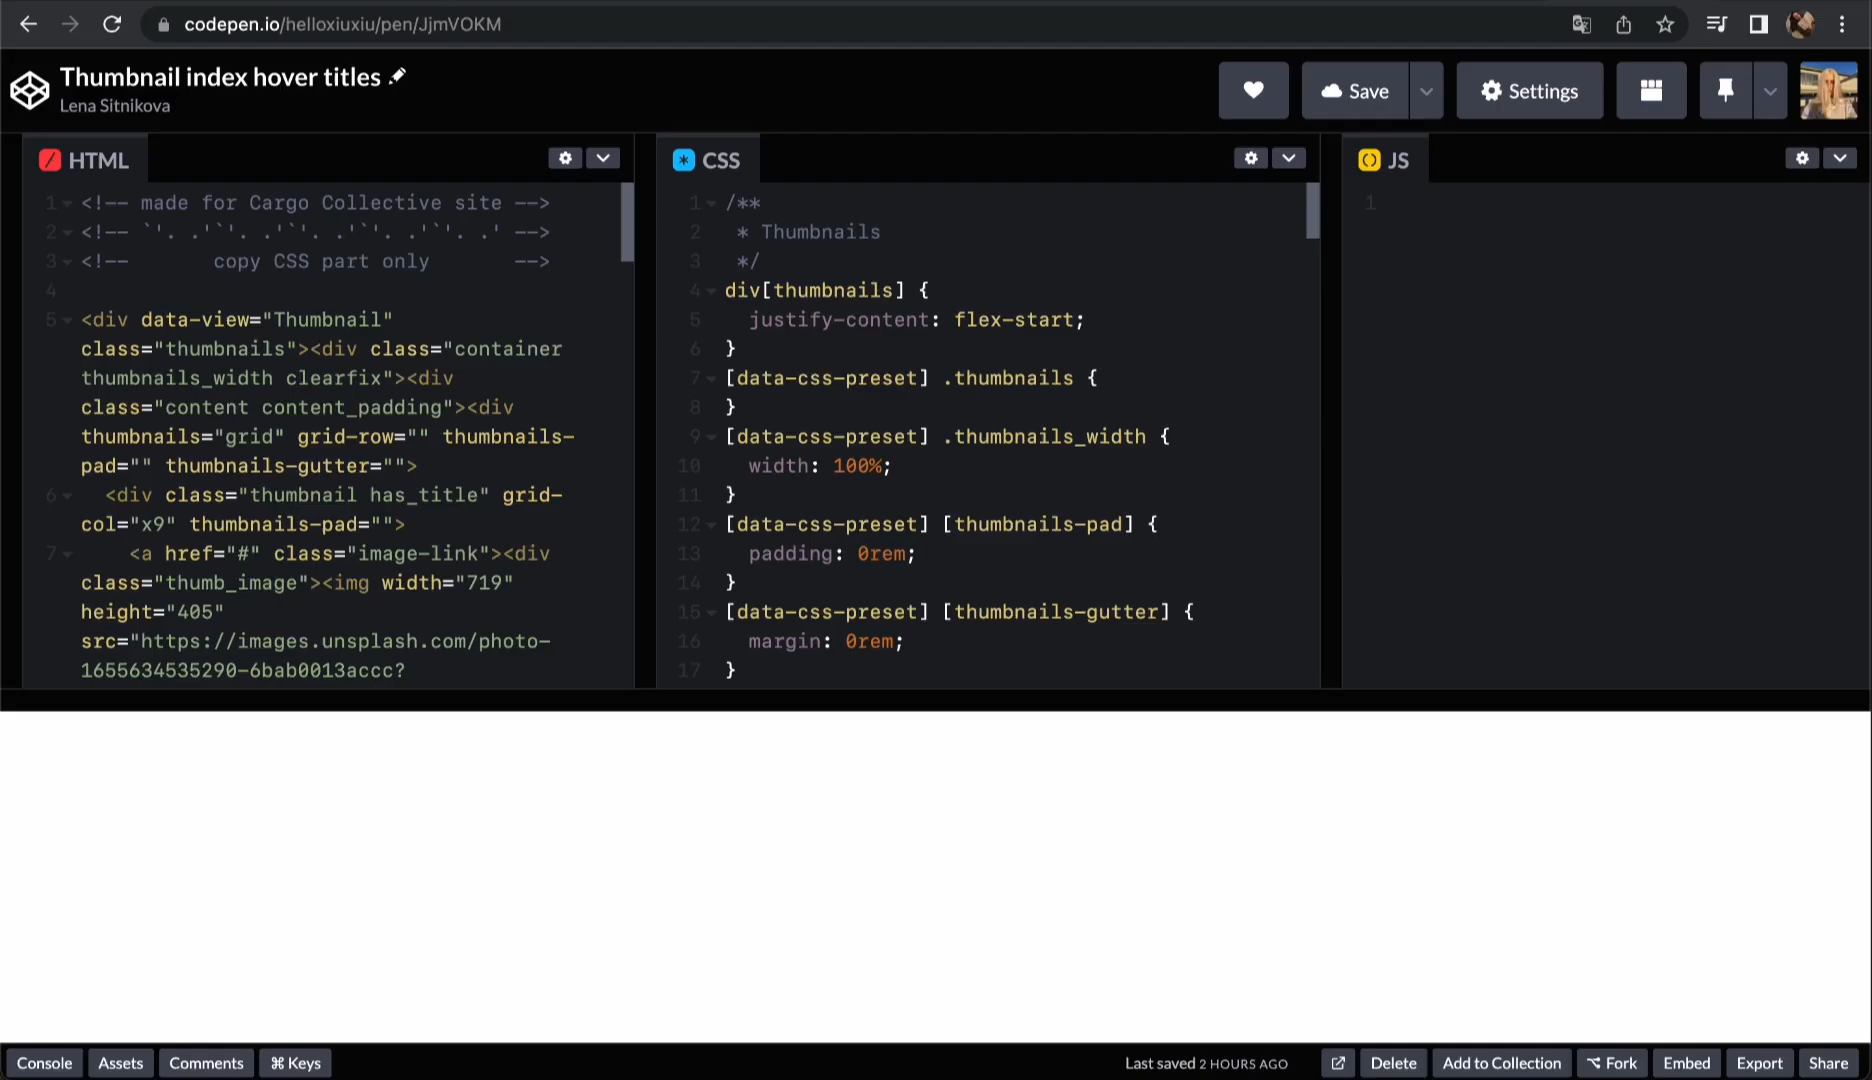 codepen.io/helloxiuxiu/pen/JjmVOKM
Thumbnail index hover titles
Lena Sitnikova
Save
Settings
HTML
1 <!-- made for Cargo Collective site -->
2 <!-- `'. .'`'. .'`'. .'`'. .'`'. .' -->
3 <!-- copy CSS part only -->
4
5 <div data-view="Thumbnail"
class="thumbnails"><div class="container
thumbnails_width clearfix"><div
class="content content_padding"><div
thumbnails="grid" grid-row="" thumbnails-
pad="" thumbnails-gutter="">
6 <div class="thumbnail has_title" grid-
col="x9" thumbnails-pad="">
7 <a href="#" class="image-link"><div
class="thumb_image"><img width="719"
height="405"
src="https://images.unsplash.com/photo-
1655634535290-6bab0013accc?
CSS
1 /**
2 * Thumbnails
3 */
4 div[thumbnails] {
5 justify-content: flex-start;
6 }
7 [data-css-preset] .thumbnails {
8 }
9 [data-css-preset] .thumbnails_width {
10 width: 100%;
11 }
12 [data-css-preset] [thumbnails-pad] {
13 padding: 0rem;
14 }
15 [data-css-preset] [thumbnails-gutter] {
16 margin: 0rem;
17 }
JS
1
Console Assets Comments ⌘ Keys Last saved 2 HOURS AGO Delete Add to Collection Fork Embed Export Share